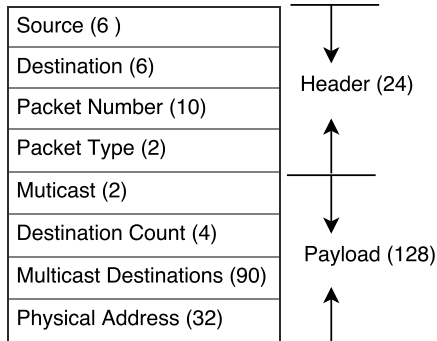 Source (6 )
Destination (6)
Packet Number (10)
Packet Type (2)
Muticast (2)
Destination Count (4)
Multicast Destinations (90)
Physical Address (32)
Header (24)
Payload (128)